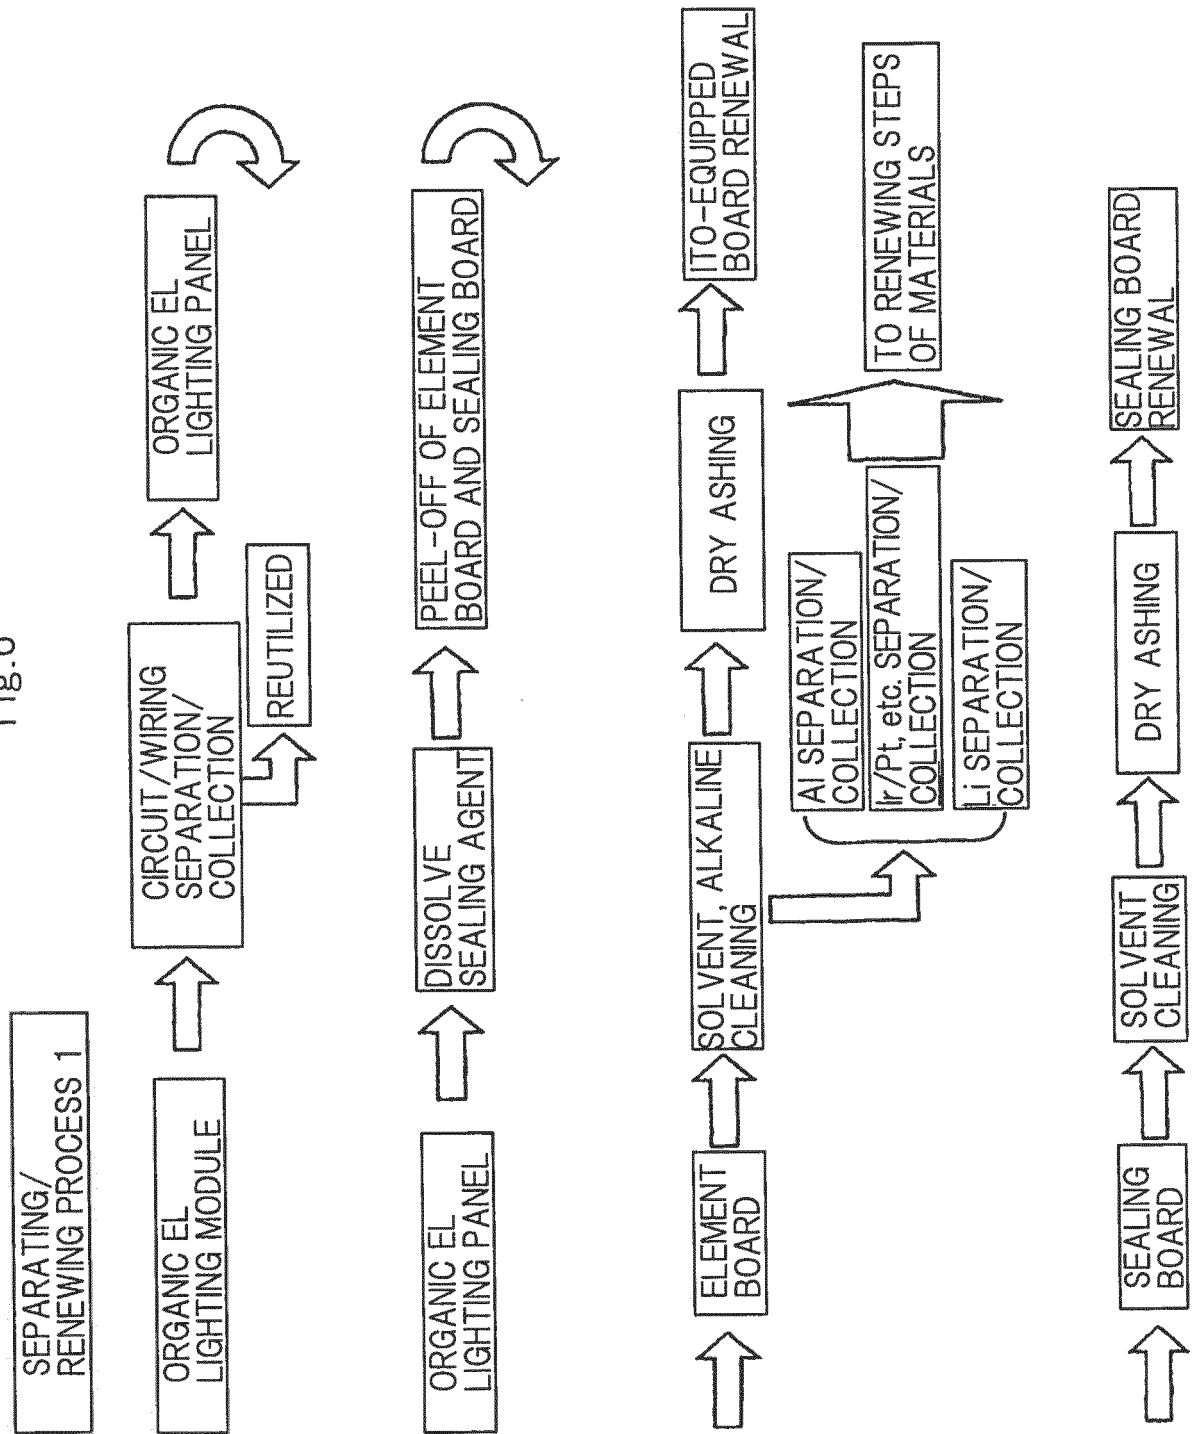 Fig.6
SEPARATING/
RENEWING PROCESS 1
ORGANIC EL
LIGHTING MODULE
CIRCUIT/WIRING
SEPARATION/
COLLECTION
REUTILIZED
ORGANIC EL
LIGHTING PANEL
ORGANIC EL
LIGHTING PANEL
DISSOLVE
SEALING AGENT
PEEL-OFF OF ELEMENT
BOARD AND SEALING BOARD
ELEMENT
BOARD
SOLVENT, ALKALINE
CLEANING
DRY ASHING
ITO-EQUIPPED
BOARD RENEWAL
Al SEPARATION/
COLLECTION
Ir/Pt, etc. SEPARATION/
COLLECTION
Li SEPARATION/
COLLECTION
TO RENEWING STEPS
OF MATERIALS
SEALING
BOARD
SOLVENT
CLEANING
DRY ASHING
SEALING BOARD
RENEWAL